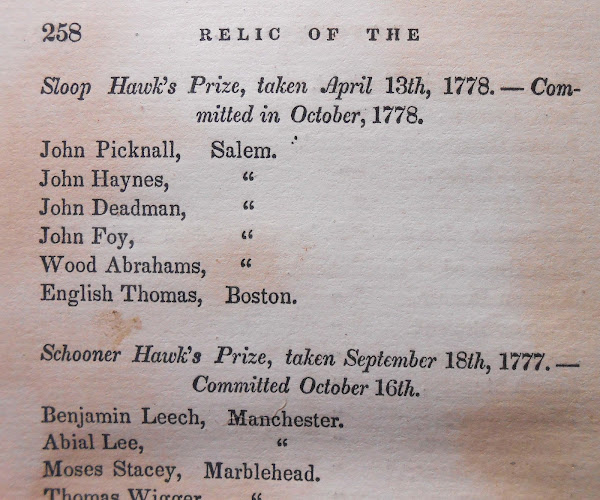 258 RELIC OF THE
Sloop Hawk's Prize, taken April 13th, 1778. — Com-
mitted in October, 1778.
John Picknall, Salem.
John Haynes, “
John Deadman, “
John Foy, “
Wood Abrahams, “
English Thomas, Boston.
Schooner Hawk's Prize, taken September 18th, 1777. —
Committed October 16th.
Benjamin Leech, Manchester.
Abial Lee, “
Moses Stacey, Marblehead.
Thomas Wigger, “